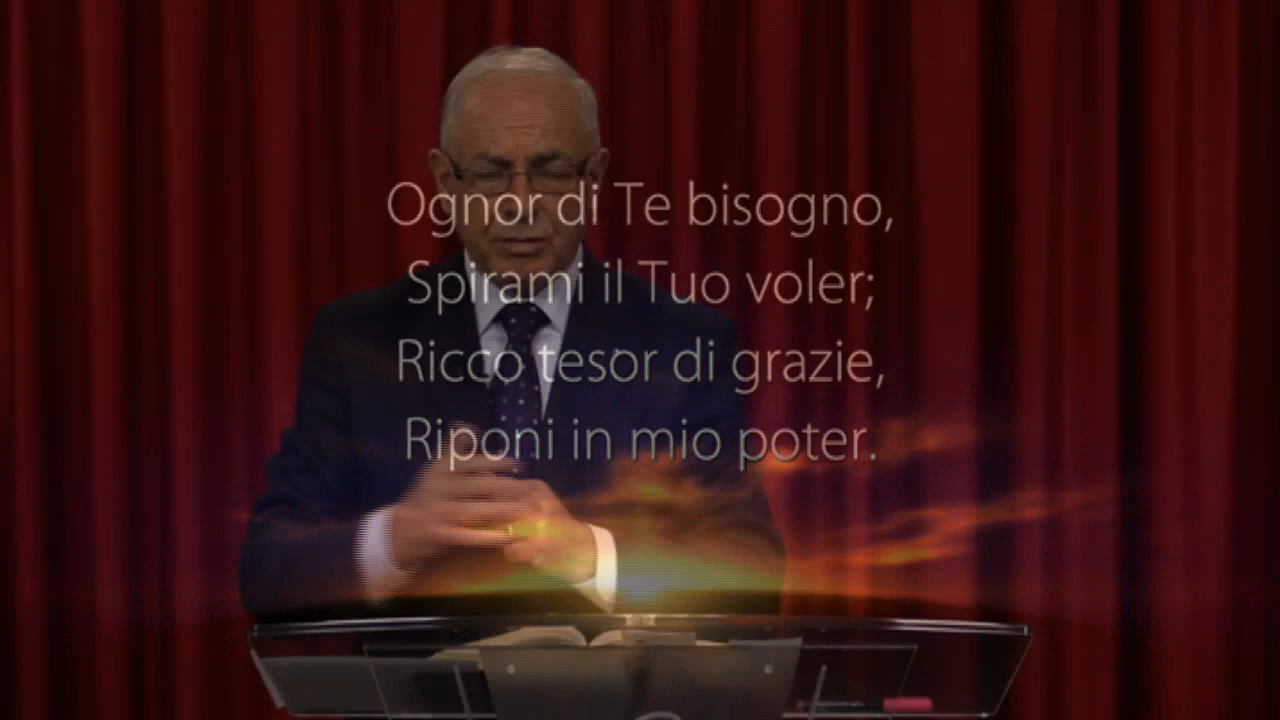 Ognor di Te bisogno,
Spirami il Tuo voler;
Ricco tesor di grazie,
Riponi in mio poter.